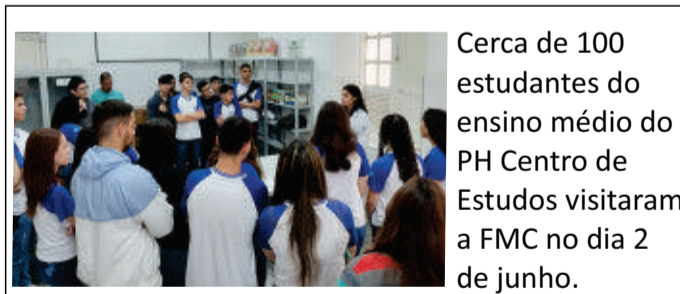 Cerca de 100
estudantes do
ensino médio do
PH Centro de
Estudos visitaram
a FMC no dia 2
de junho.